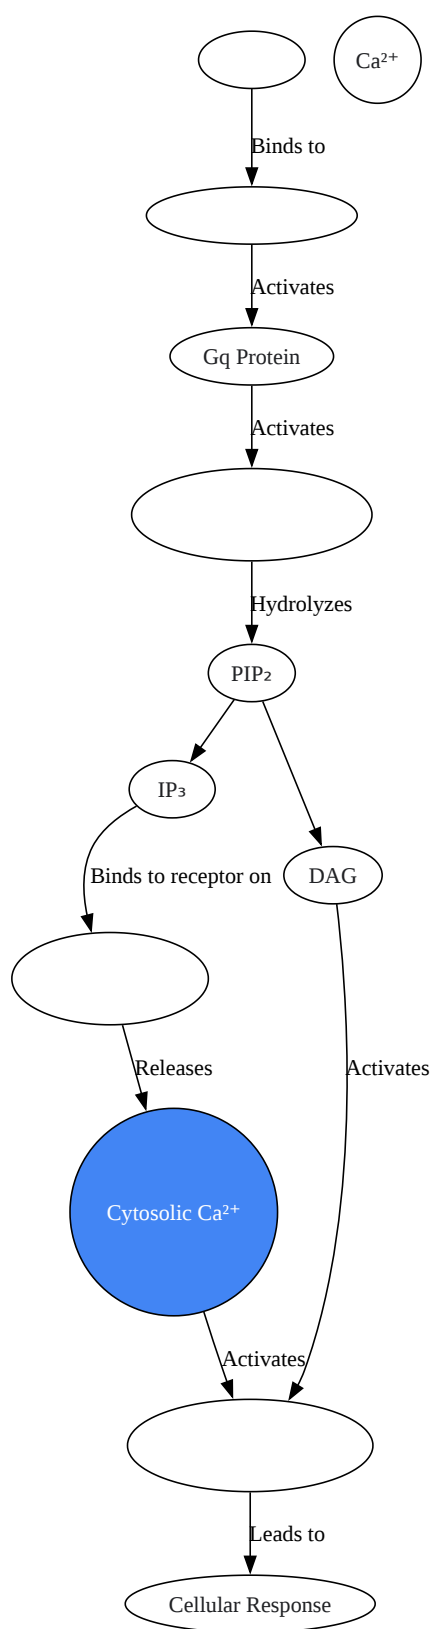 Ca²⁺
Binds to
Activates
Gq Protein
Activates
Hydrolyzes
PIP₂
IP₃
Binds to receptor on
DAG
Releases
Activates
Cytosolic Ca²⁺
Activates
Leads to
Cellular Response